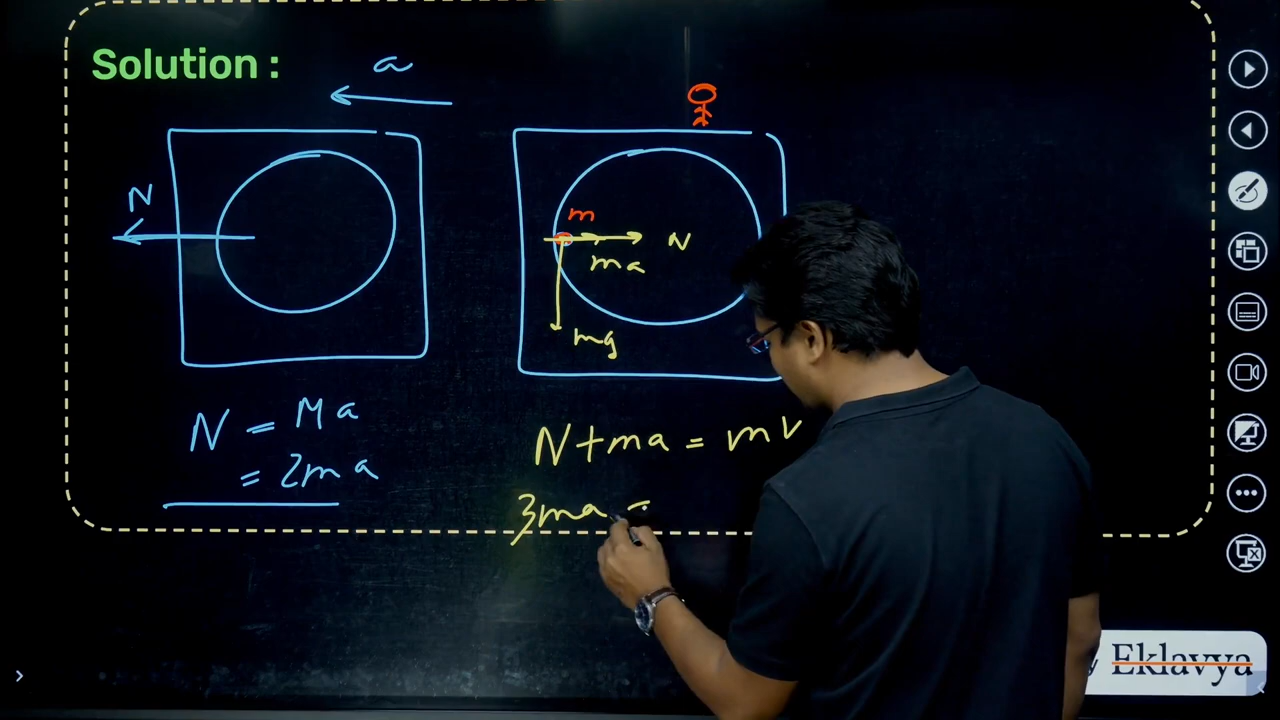 Solution :
a
N
m
N
ma
mg
N = Ma
= 2ma
N + ma = mv
3ma =
Eklavya